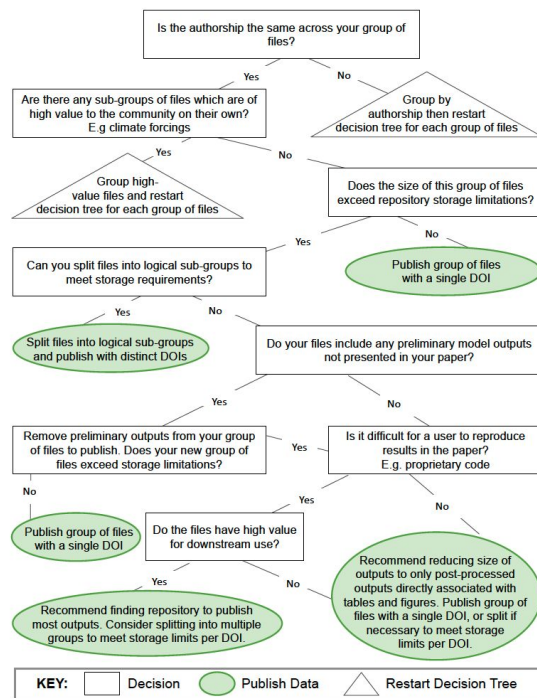 Is the authorship the same across your group of
files?
Yes
No
Are there any sub-groups of files which are of
high value to the community on their own?
E.g climate forcings
Group by
authorship then restart
decision tree for each group of files
Yes
No
Group high-
value files and restart
decision tree for each group of files
Does the size of this group of files
exceed repository storage limitations?
Yes
No
Can you split files into logical sub-groups to
meet storage requirements?
Publish group of files
with a single DOI
Yes
No
Split files into logical sub-groups
and publish with distinct DOIs
Do your files include any preliminary model outputs
not presented in your paper?
Yes
No
Remove preliminary outputs from your group
of files to publish. Does your new group of
files exceed storage limitations?
Yes
Is it difficult for a user to reproduce
results in the paper?
E.g. proprietary code
No
Yes
No
Publish group of files
with a single DOI
Do the files have high value
for downstream use?
Yes
No
Recommend finding repository to publish
most outputs. Consider splitting into multiple
groups to meet storage limits per DOI.
Recommend reducing size of
outputs to only post-processed
outputs directly associated with
tables and figures. Publish group of
files with a single DOI, or split if
necessary to meet storage
limits per DOI.
KEY:
Decision
Publish Data
Restart Decision Tree